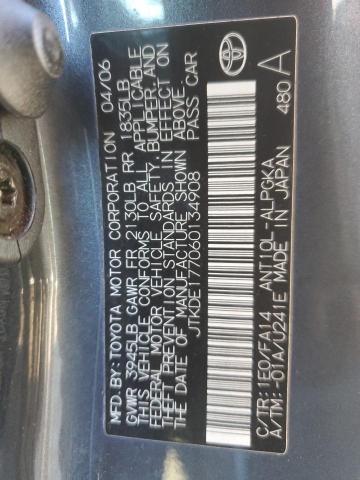 MFD. BY: TOYOTA MOTOR CORPORATION 04/06
GVWR 3945LB GAWR FR 2130LB RR 1835LB
THIS VEHICLE CONFORMS TO ALL APPLICABLE
FEDERAL MOTOR VEHICLE SAFETY, BUMPER, AND
THEFT PREVENTION STANDARDS IN EFFECT ON
THE DATE OF MANUFACTURE SHOWN ABOVE.
JTKDE177060134908 PASS CAR
C/TR: 1E0/FA14 ANT10L-ALPGKA
A/TM: -01A/U241E MADE IN JAPAN 480 A